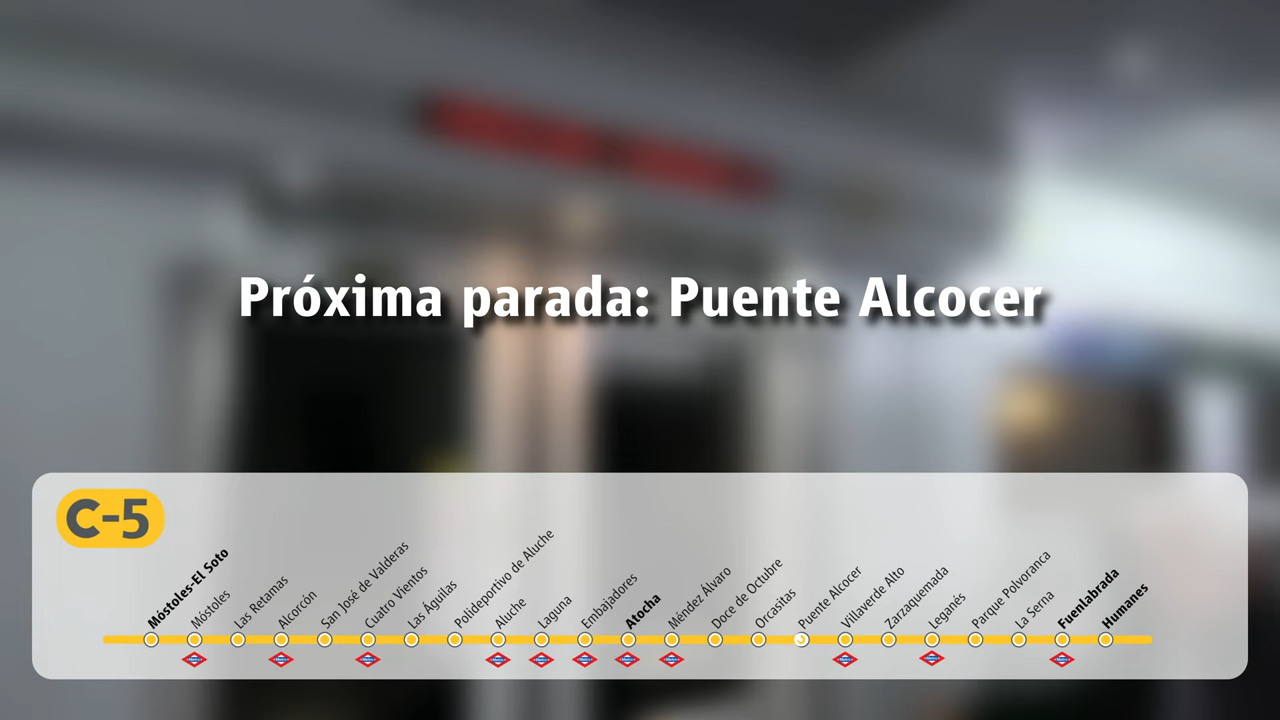 Próxima parada: Puente Alcocer
C-5
Móstoles-El Soto
Móstoles
Las Retamas
Alcorcón
San José de Valderas
Cuatro Vientos
Las Águilas
Polideportivo de Aluche
Aluche
Laguna
Embajadores
Atocha
Méndez Álvaro
Doce de Octubre
Orcasitas
Puente Alcocer
Villaverde Alto
Zarzaquemada
Leganés
Parque Polvoranca
La Serna
Fuenlabrada
Humanes